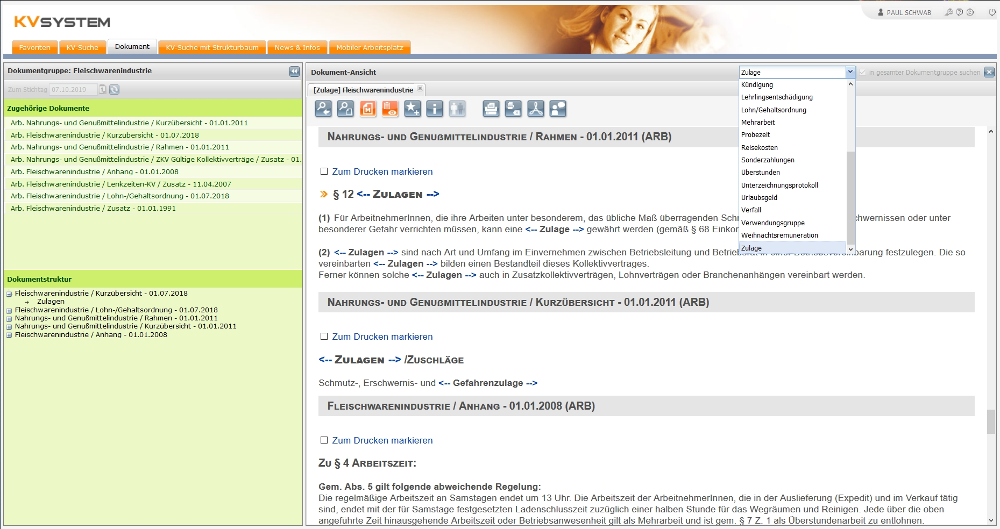 PAUL SCHWAB
KVSYSTEM
Favoriten
KV-Suche
Dokument
KV-Suche mit Strukturbaum
News & Infos
Mobiler Arbeitsplatz
Dokumentgruppe: Fleischwarenindustrie
Zum Stichtag 07.10.2019
Zugehörige Dokumente
Arb. Nahrungs- und Genußmittelindustrie / Kurzübersicht - 01.01.2011
Arb. Fleischwarenindustrie / Kurzübersicht - 01.07.2018
Arb. Nahrungs- und Genußmittelindustrie / Rahmen - 01.01.2011
Arb. Nahrungs- und Genußmittelindustrie / ZKV Gültige Kollektivverträge / Zusatz - 01.
Arb. Fleischwarenindustrie / Anhang - 01.01.2008
Arb. Fleischwarenindustrie / Lenkzeiten-KV / Zusatz - 11.04.2007
Arb. Fleischwarenindustrie / Lohn-/Gehaltsordnung - 01.07.2018
Arb. Fleischwarenindustrie / Zusatz - 01.01.1991
Dokumentstruktur
Fleischwarenindustrie / Kurzübersicht - 01.07.2018
→ Zulagen
Fleischwarenindustrie / Lohn-/Gehaltsordnung - 01.07.2018
Nahrungs- und Genußmittelindustrie / Rahmen - 01.01.2011
Nahrungs- und Genußmittelindustrie / Kurzübersicht - 01.01.2011
Fleischwarenindustrie / Anhang - 01.01.2008
Dokument-Ansicht
Zulage
in gesamter Dokumentgruppe suchen
[Zulage] Fleischwarenindustrie
Kündigung
Lehrlingsentschädigung
Lohn/Gehaltsordnung
Mehrarbeit
Probezeit
Reisekosten
Sonderzahlungen
Überstunden
Unterzeichnungsprotokoll
Urlaubsgeld
Verfall
Verwendungsgruppe
Weihnachtsremuneration
Zulage
NAHRUNGS- UND GENUßMITTELINDUSTRIE / RAHMEN - 01.01.2011 (ARB)
Zum Drucken markieren
§ 12 <-- ZULAGEN -->
(1) Für ArbeitnehmerInnen, die ihre Arbeiten unter besonderem, das übliche Maß überragenden Sch chwernissen oder unter
besonderer Gefahr verrichten müssen, kann eine <-- Zulage --> gewährt werden (gemäß § 68 Einkor
(2) <-- Zulagen --> sind nach Art und Umfang im Einvernehmen zwischen Betriebsleitung und Betriebsrat in einer Betriebsvereinbarung festzulegen. Die so
vereinbarten <-- Zulagen --> bilden einen Bestandteil dieses Kollektivvertrages.
Ferner können solche <-- Zulagen --> auch in Zusatzkollektivverträgen, Lohnverträgen oder Branchenanhängen vereinbart werden.
NAHRUNGS- UND GENUßMITTELINDUSTRIE / KURZÜBERSICHT - 01.01.2011 (ARB)
Zum Drucken markieren
<-- ZULAGEN --> /ZUSCHLÄGE
Schmutz-, Erschwernis- und <-- Gefahrenzulage -->
FLEISCHWARENINDUSTRIE / ANHANG - 01.01.2008 (ARB)
Zum Drucken markieren
ZU § 4 ARBEITSZEIT:
Gem. Abs. 5 gilt folgende abweichende Regelung:
Die regelmäßige Arbeitszeit an Samstagen endet um 13 Uhr. Die Arbeitszeit der ArbeitnehmerInnen, die in der Auslieferung (Expedit) und im Verkauf tätig
sind, endet mit der für Samstage festgesetzten Ladenschlusszeit zuzüglich einer halben Stunde für das Wegräumen und Reinigen. Jede über die oben
angeführte Zeit hinausgehende Arbeitszeit oder Betriebsanwesenheit gilt als Mehrarbeit und ist gem. § 7 Z. 1 als Überstundenarbeit zu entlohnen.